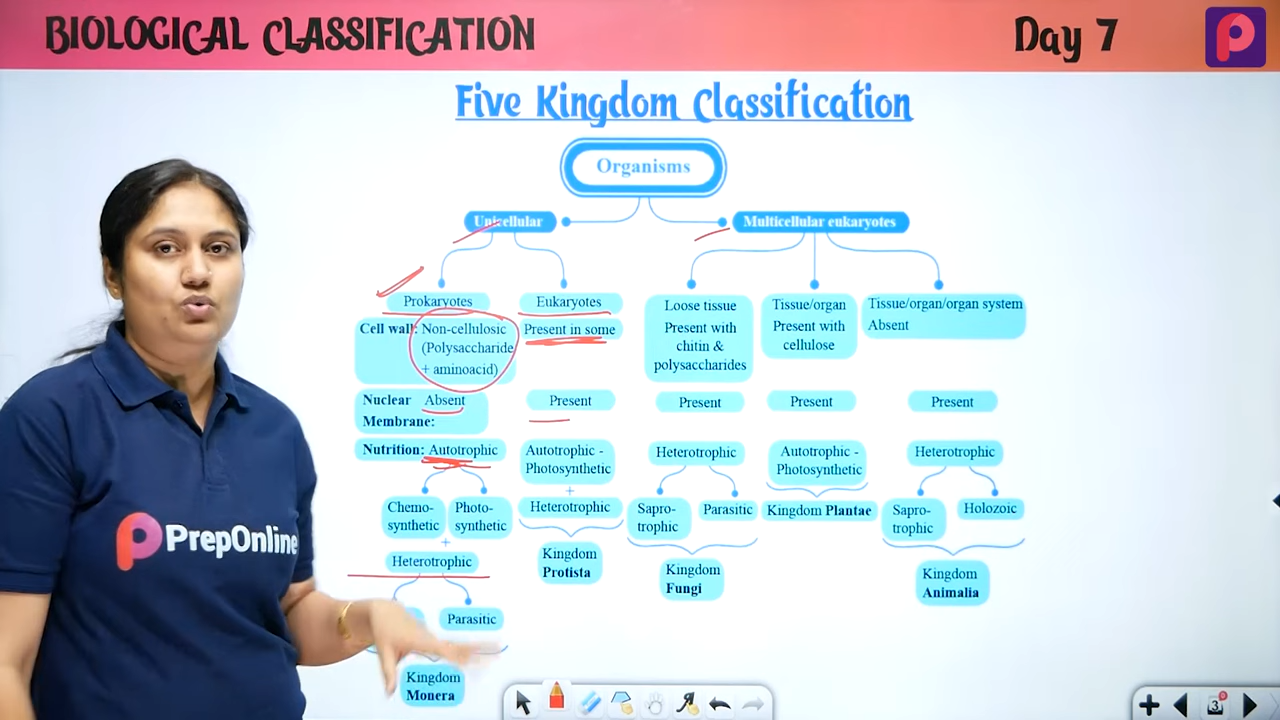 BIOLOGICAL CLASSIFICATION
Day 7
Five Kingdom Classification
Organisms
Unicellular
Multicellular eukaryotes
Prokaryotes
Eukaryotes
Loose tissue
Tissue/organ
Tissue/organ/organ system
Cell wall: Non-cellulosic
(Polysaccharide
+ aminoacid)
Present in some
Present with
chitin &
polysaccharides
Present with
cellulose
Absent
Nuclear Absent
Membrane:
Present
Present
Present
Present
Nutrition: Autotrophic
Autotrophic -
Photosynthetic
+
Heterotrophic
Heterotrophic
Autotrophic -
Photosynthetic
Heterotrophic
Chemo-
synthetic
Photo-
synthetic
+
Heterotrophic
Sapro-
trophic
Parasitic
Kingdom Plantae
Sapro-
trophic
Holozoic
Kingdom
Protista
Kingdom
Fungi
Kingdom
Animalia
Parasitic
Kingdom
Monera
PrepOnline
3